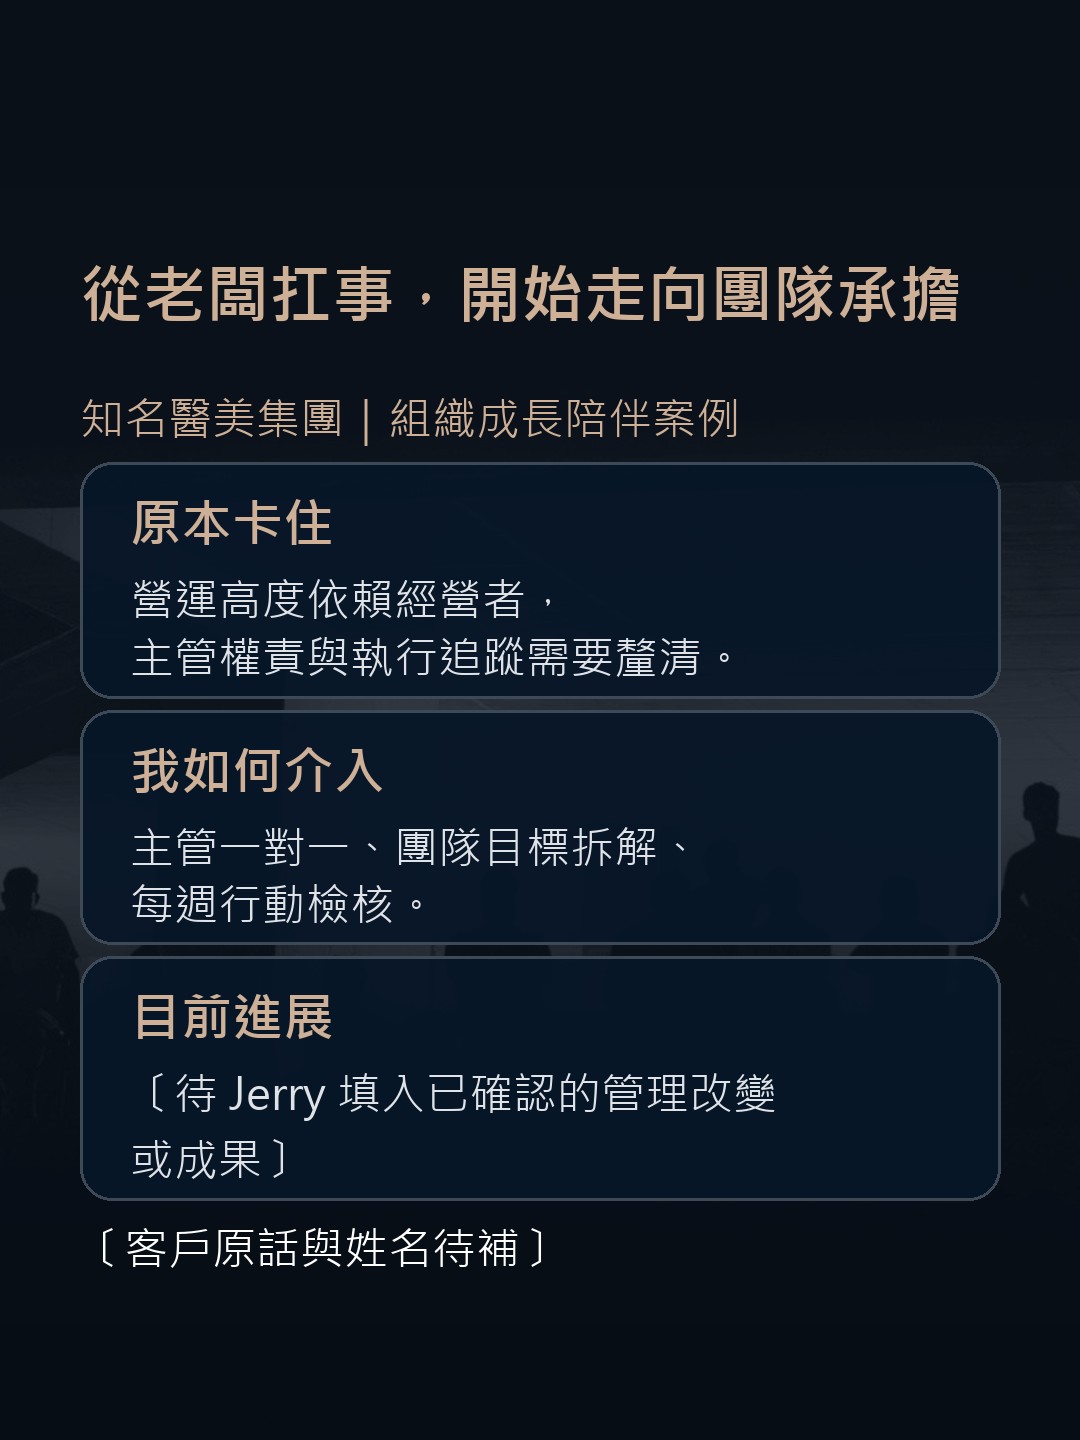 從老闆扛事，開始走向團隊承擔
知名醫美集團｜組織成長陪伴案例
原本卡住
營運高度依賴經營者，
主管權責與執行追蹤需要釐清。
我如何介入
主管一對一、團隊目標拆解、
每週行動檢核。
目前進展
〔待 Jerry 填入已確認的管理改變
或成果〕
〔客戶原話與姓名待補〕